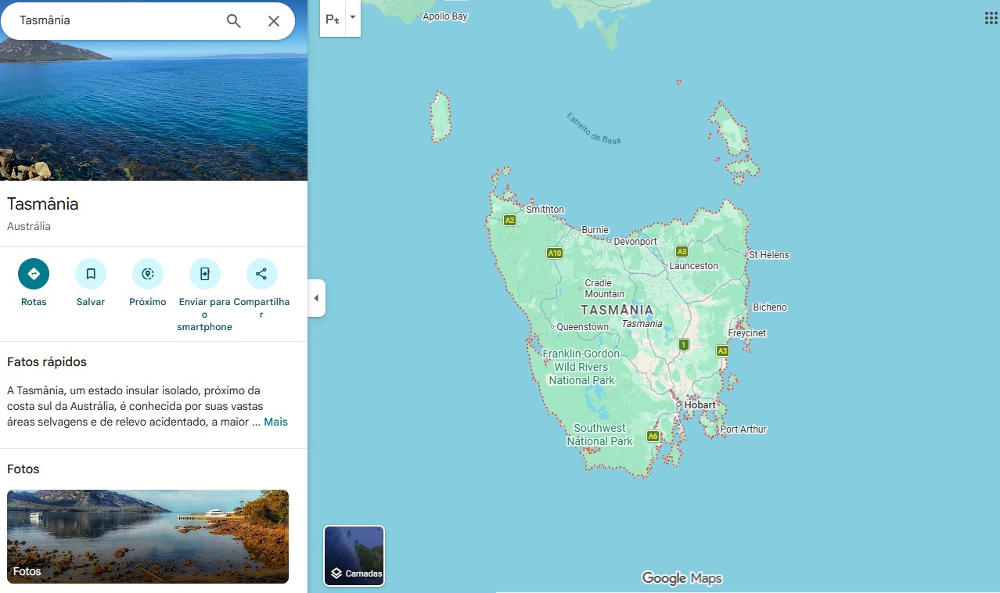 Tasmânia
Tasmânia
Austrália
Rotas
Salvar
Próximo
Enviar para
o
smartphone
Compartilha
r
Fatos rápidos
A Tasmânia, um estado insular isolado, próximo da
costa sul da Austrália, é conhecida por suas vastas
áreas selvagens e de relevo acidentado, a maior ... Mais
Fotos
Fotos
Apollo Bay
Estreito de Bass
Smithton
A2
Burnie
A10
Devonport
A3
St Helens
Launceston
Cradle
Mountain
TASMÂNIA
Tasmania
Bicheno
Queenstown
Freycinet
1
A3
Franklin-Gordon
Wild Rivers
National Park
Hobart
Southwest
National Park
A6
Port Arthur
Camadas
Google Maps